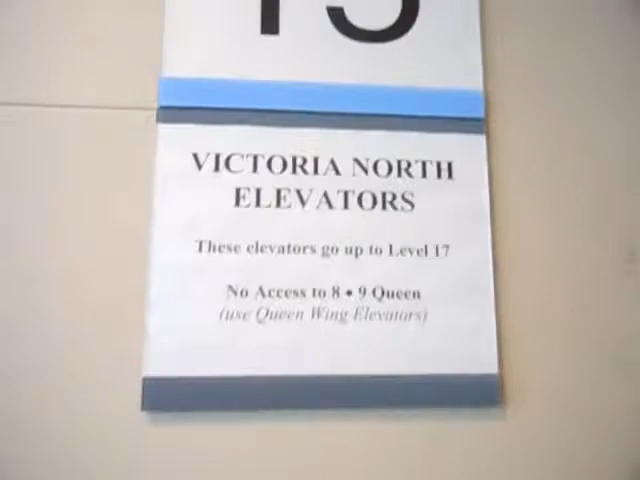 15
VICTORIA NORTH
ELEVATORS
These elevators go up to Level 17
No Access to 8 • 9 Queen
(use Queen Wing Elevators)